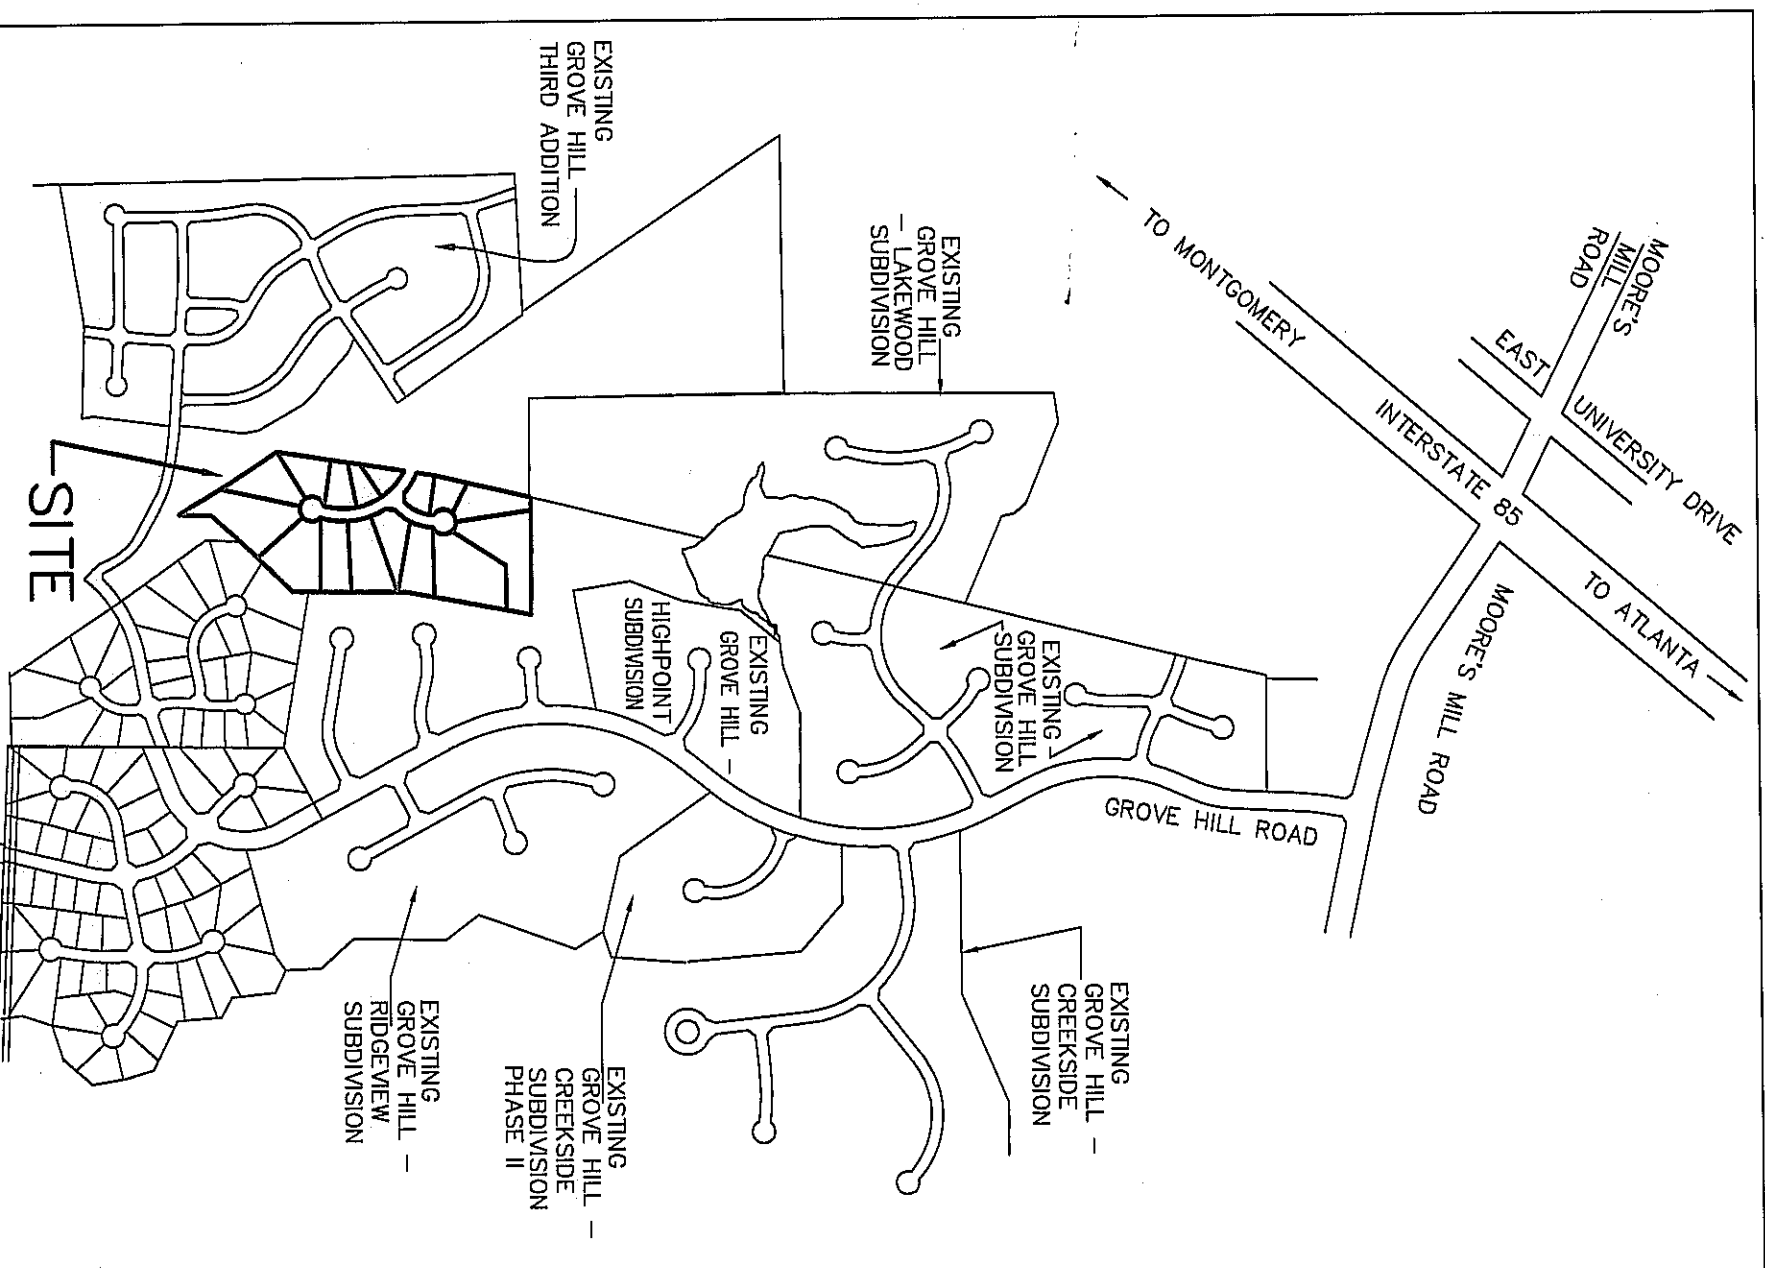 MOORE'S
MILL
ROAD
EAST
UNIVERSITY DRIVE
TO MONTGOMERY
INTERSTATE 85
TO ATLANTA
MOORE'S MILL ROAD
GROVE HILL ROAD
EXISTING
GROVE HILL
- LAKEWOOD
SUBDIVISION
EXISTING
GROVE HILL
SUBDIVISION
EXISTING
GROVE HILL -
CREEKSIDE
SUBDIVISION
EXISTING
GROVE HILL -
HIGHPOINT
SUBDIVISION
EXISTING
GROVE HILL
THIRD ADDITION
EXISTING
GROVE HILL -
CREEKSIDE
SUBDIVISION
PHASE II
EXISTING
GROVE HILL -
RIDGEVIEW
SUBDIVISION
SITE